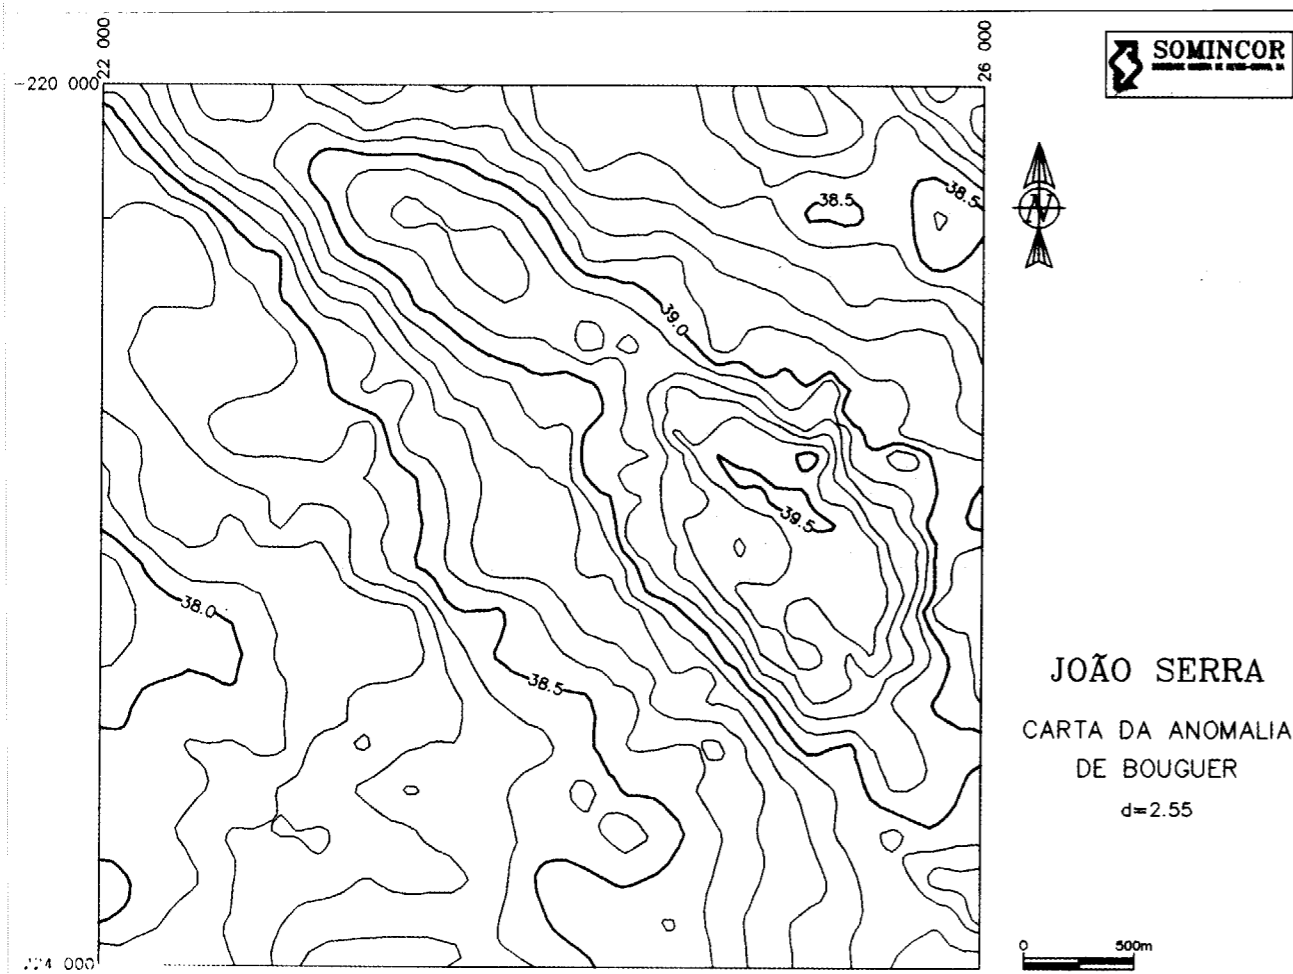 22 000
26 000
-220 000
SOMINCOR
38.5
38.5
39.0
39.5
38.0
38.5
JOÃO SERRA
CARTA DA ANOMALIA
DE BOUGUER
d=2.55
0 500m
N